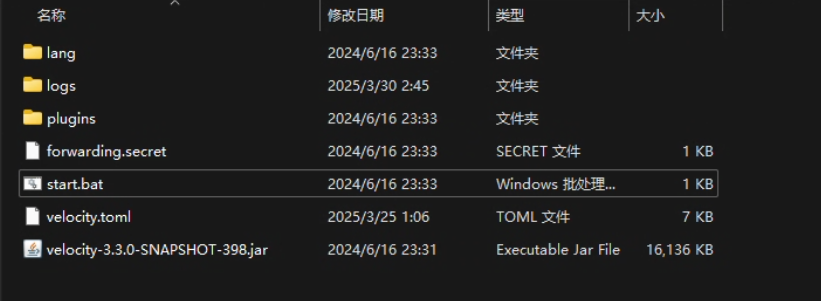 名称 修改日期 类型 大小
lang 2024/6/16 23:33 文件夹
logs 2025/3/30 2:45 文件夹
plugins 2024/6/16 23:33 文件夹
forwarding.secret 2024/6/16 23:33 SECRET 文件 1 KB
start.bat 2024/6/16 23:33 Windows 批处理... 1 KB
velocity.toml 2025/3/25 1:06 TOML 文件 7 KB
velocity-3.3.0-SNAPSHOT-398.jar 2024/6/16 23:31 Executable Jar File 16,136 KB